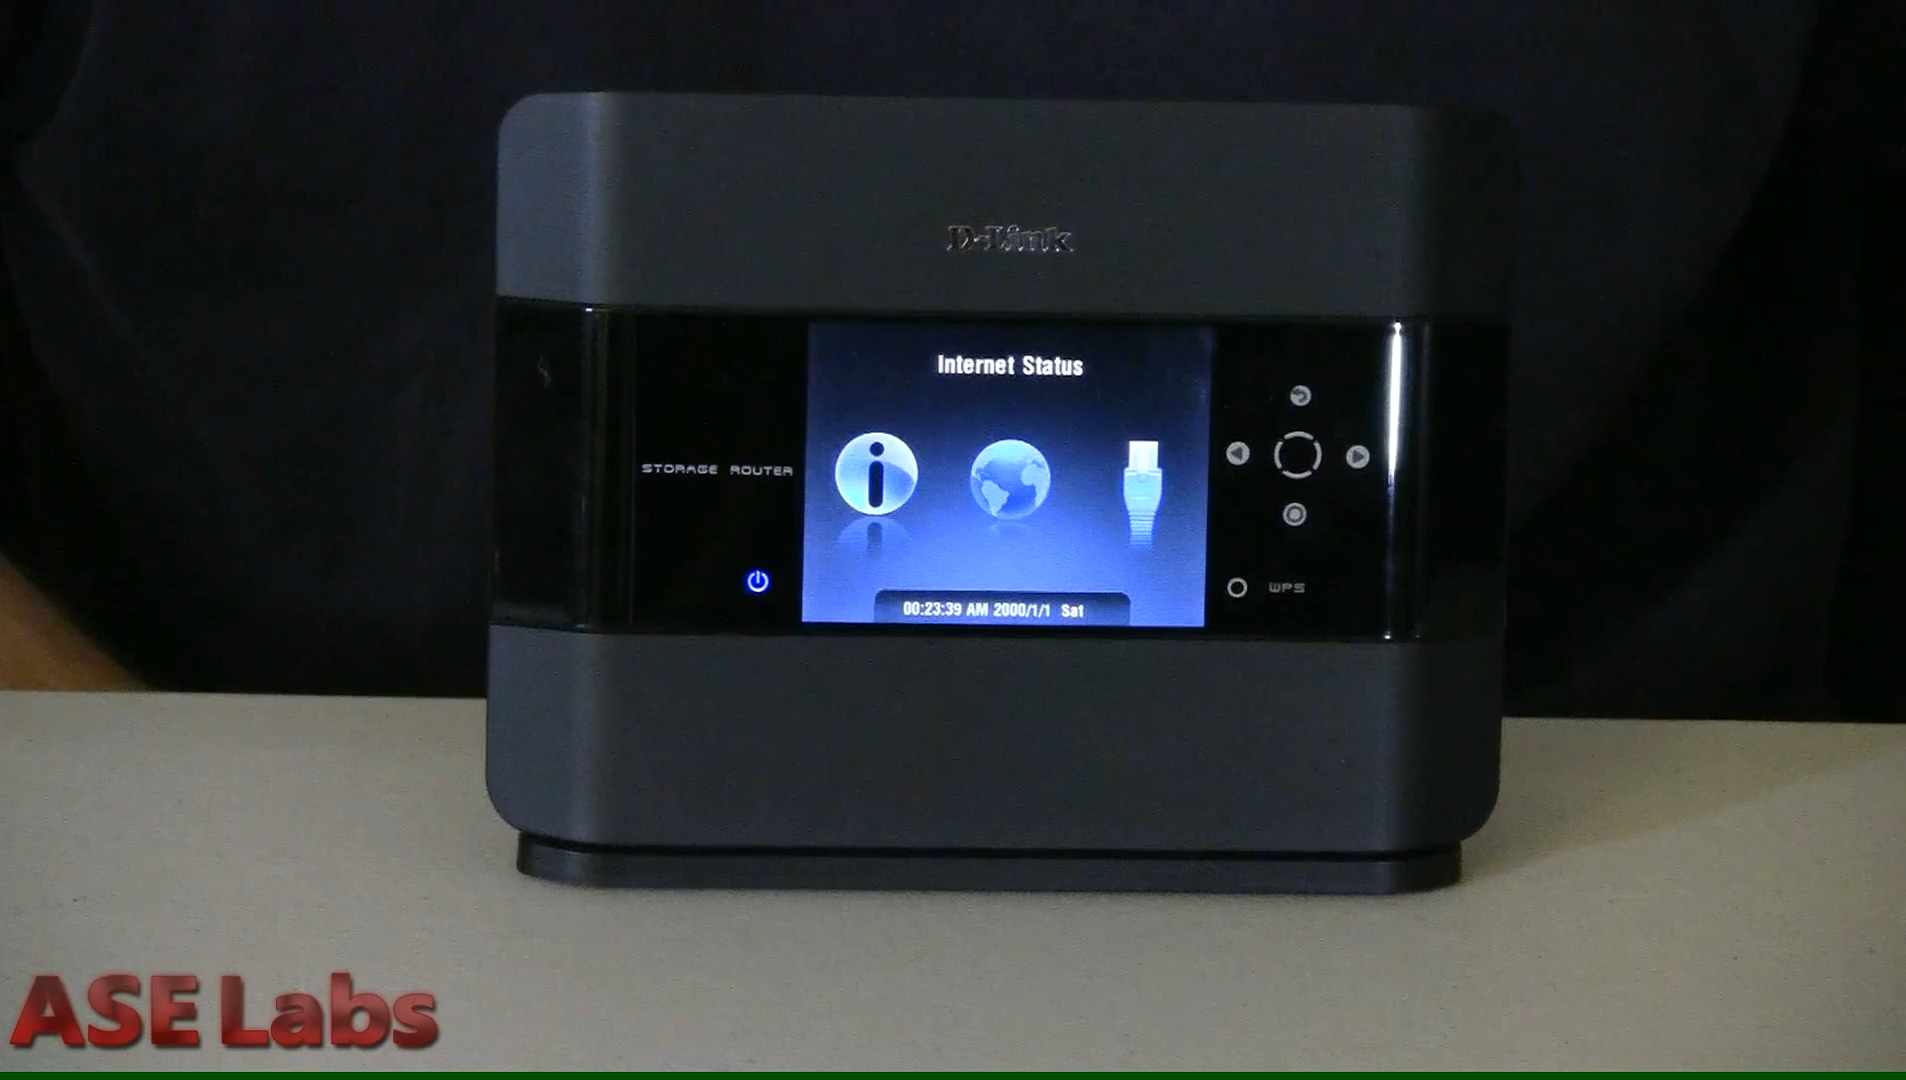 D-Link
Internet Status
STORAGE ROUTER
00:23:39 AM 2000/1/1 Sat
WPS
ASE Labs